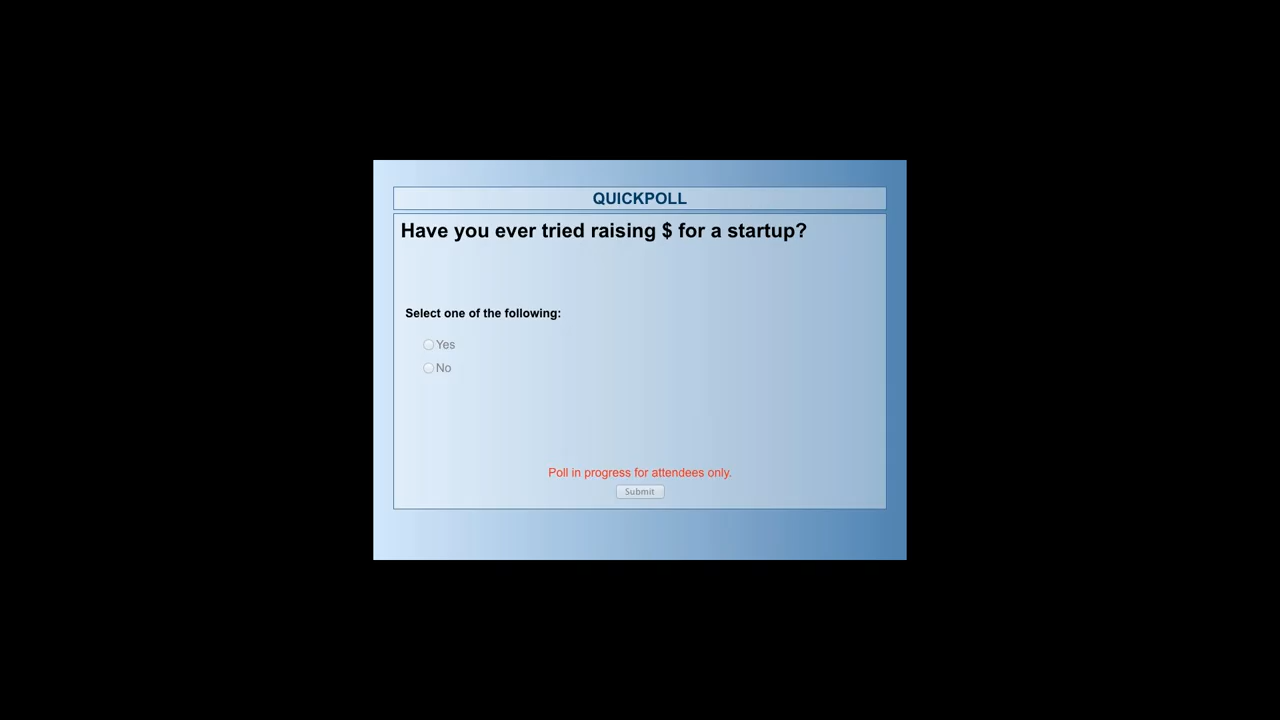 QUICKPOLL
Have you ever tried raising $ for a startup?
Select one of the following:
Yes
No
Poll in progress for attendees only.
Submit